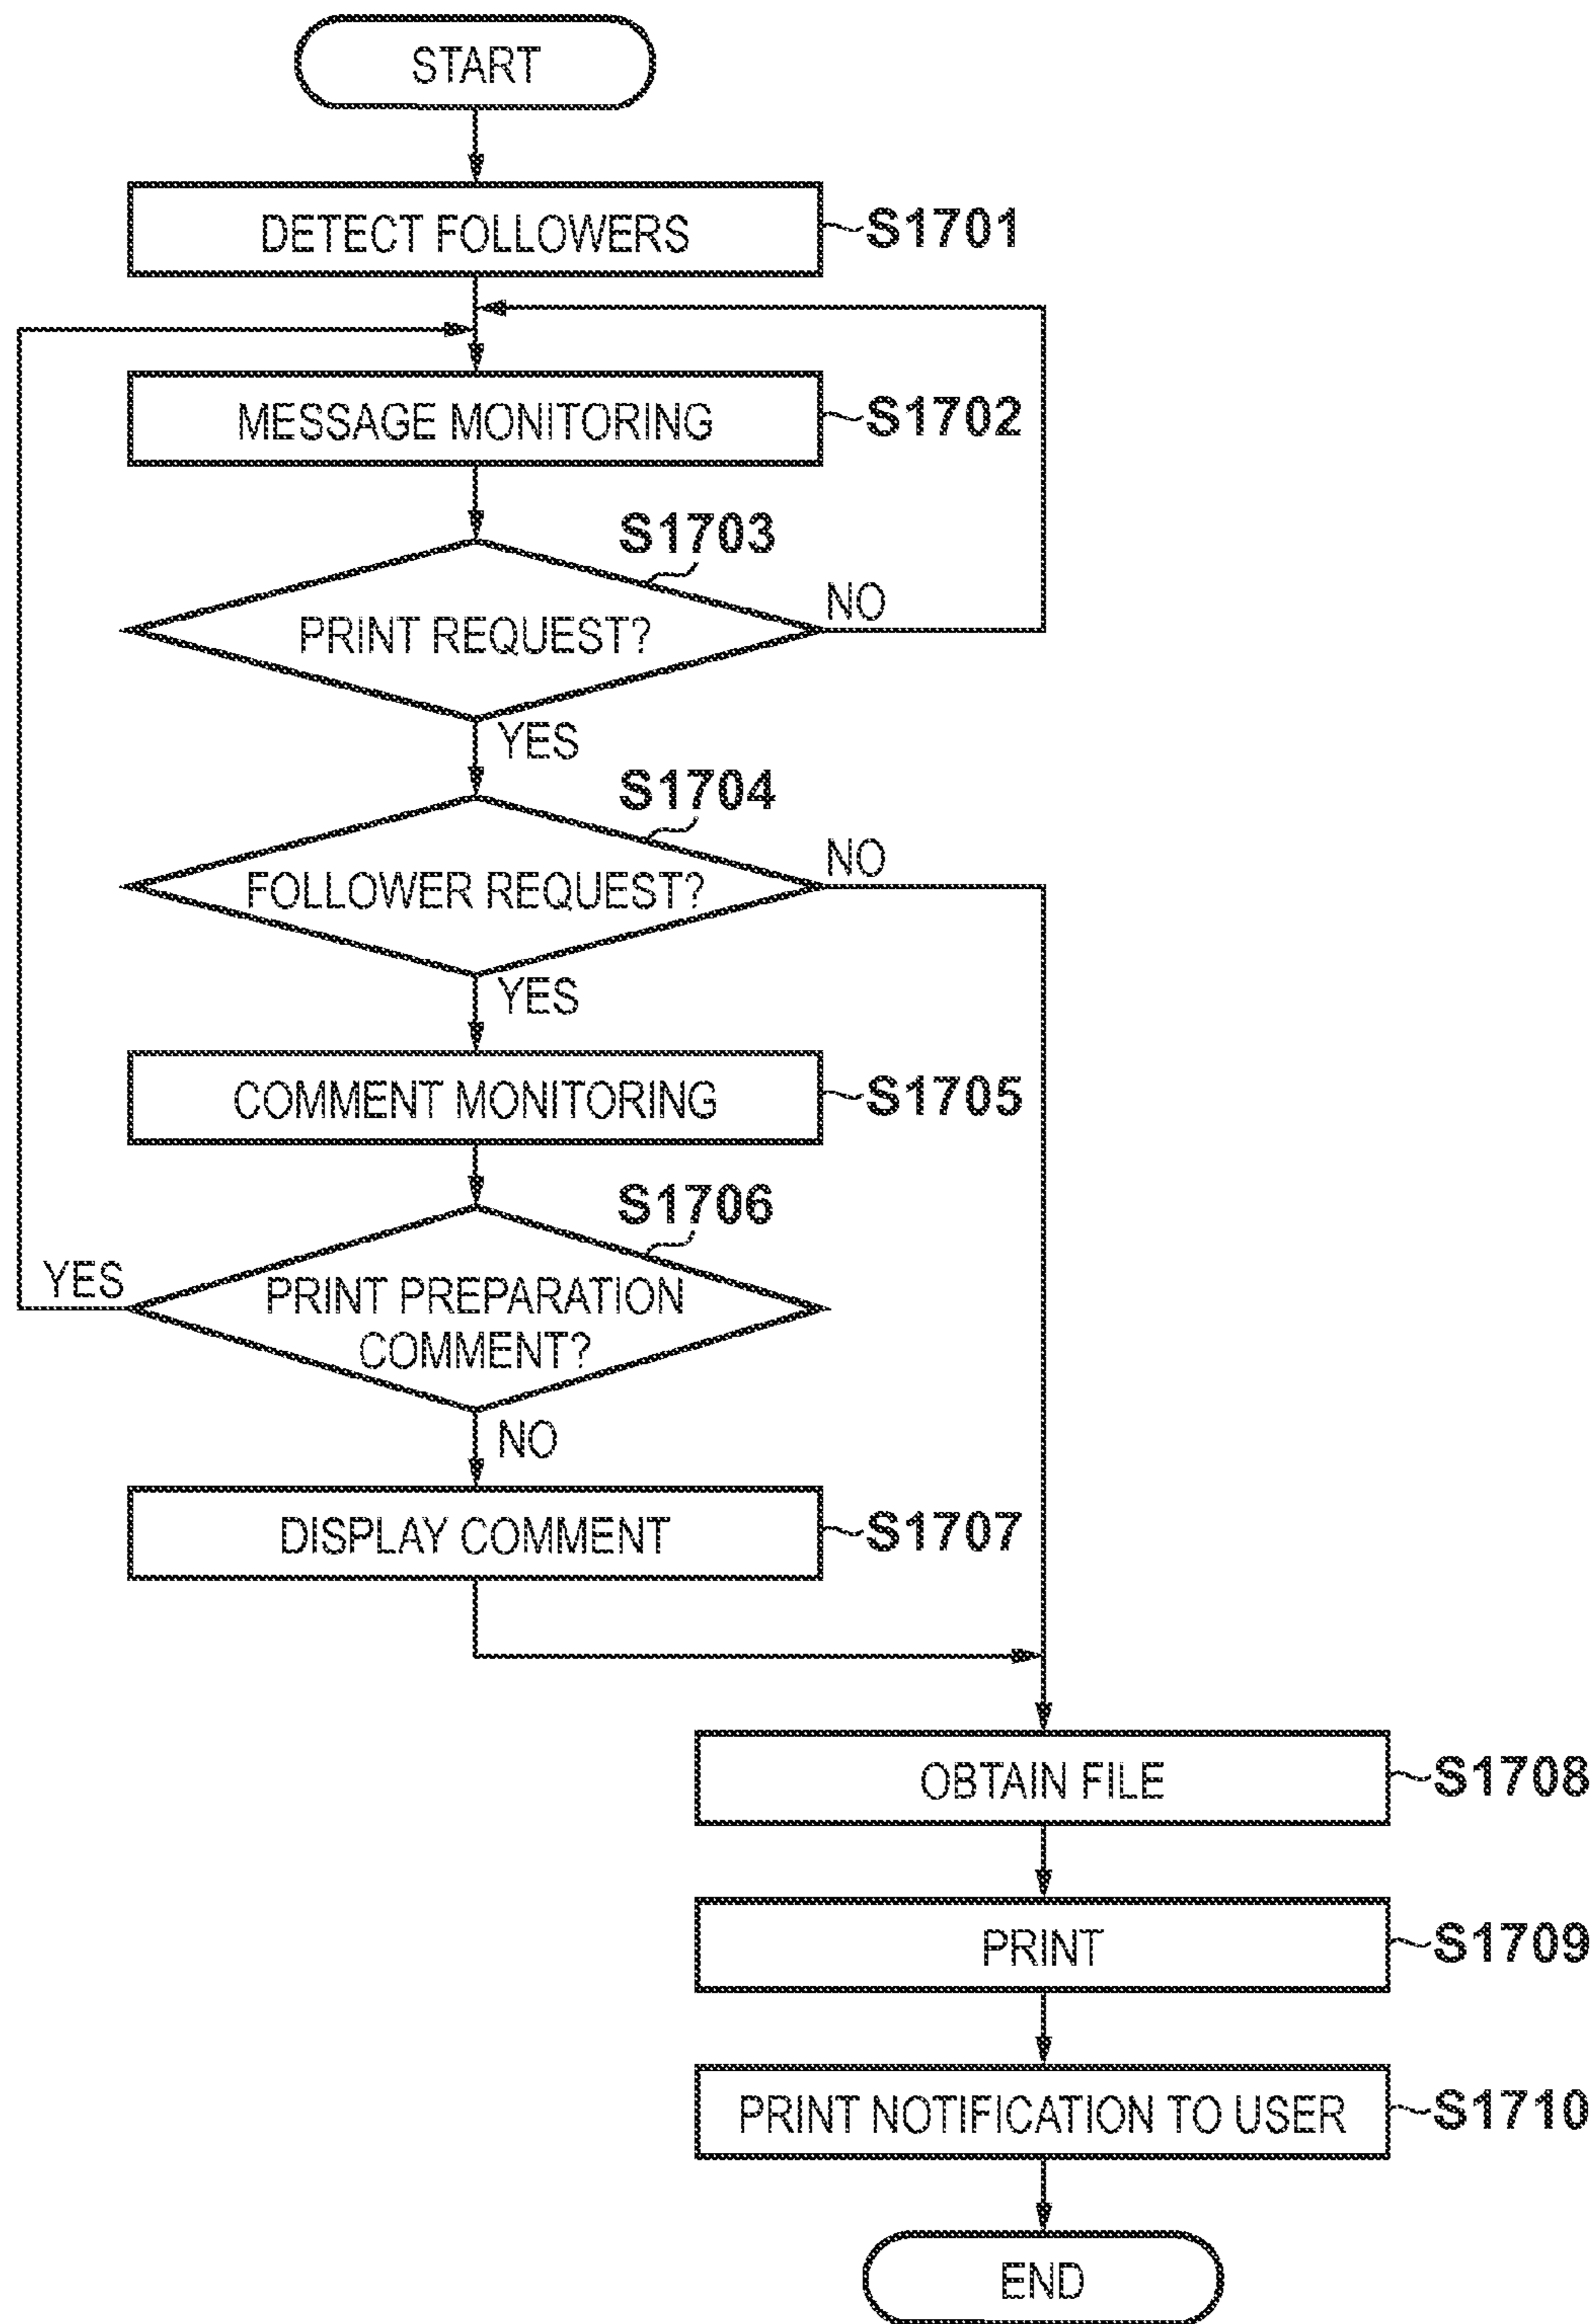 START
DETECT FOLLOWERS
S1701
MESSAGE MONITORING
S1702
S1703
PRINT REQUEST?
NO
YES
S1704
FOLLOWER REQUEST?
NO
YES
COMMENT MONITORING
S1705
S1706
YES
PRINT PREPARATION
COMMENT?
NO
DISPLAY COMMENT
S1707
OBTAIN FILE
S1708
PRINT
S1709
PRINT NOTIFICATION TO USER
S1710
END